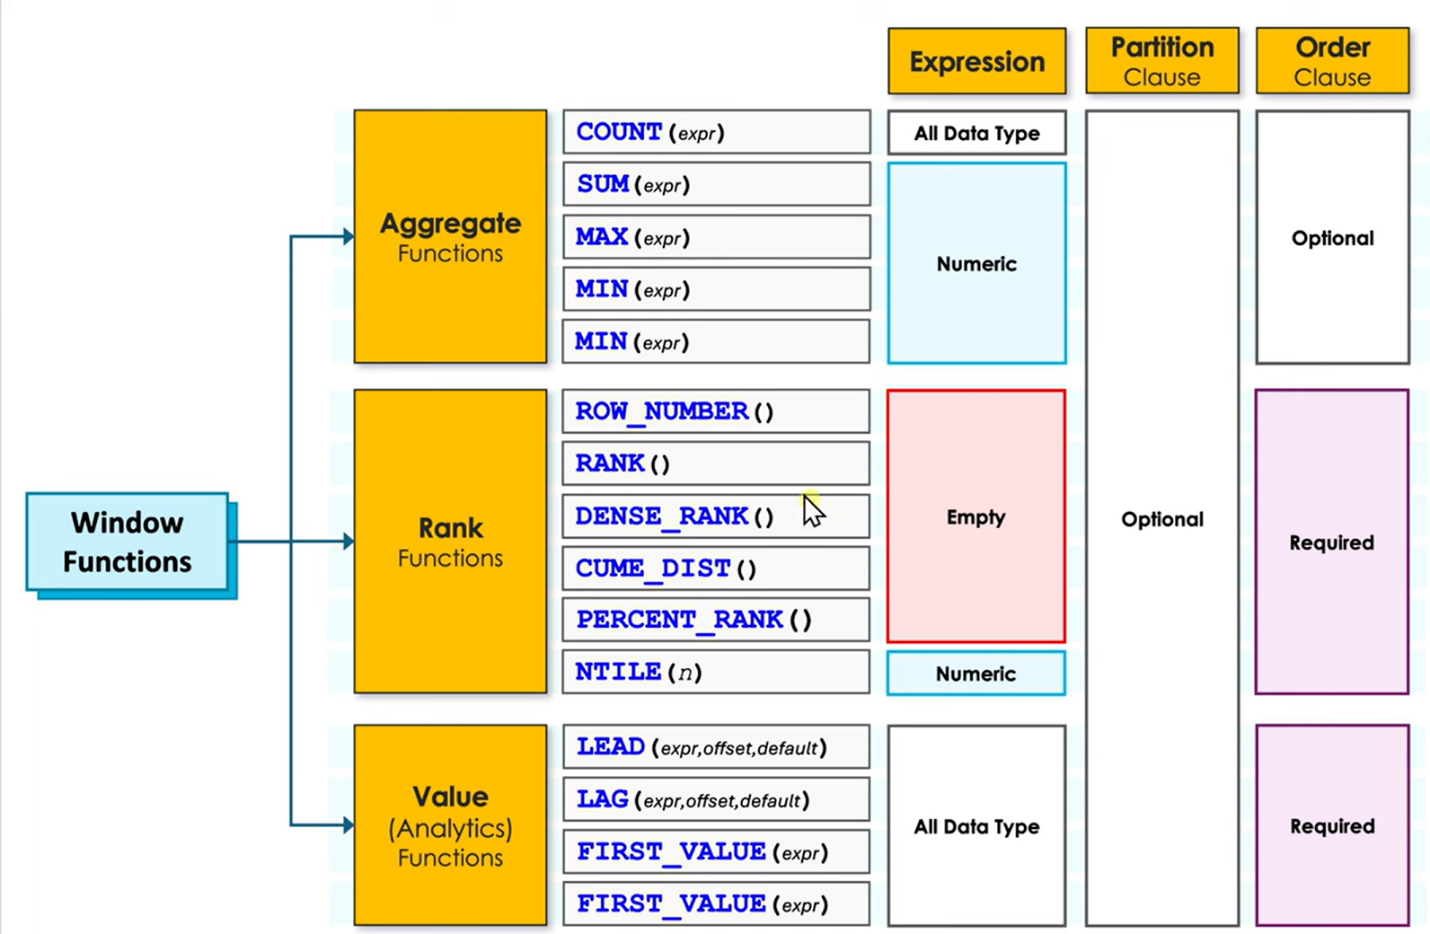 Expression
Partition
Clause
Order
Clause
Window
Functions
Aggregate
Functions
COUNT(expr)
SUM(expr)
MAX(expr)
MIN(expr)
MIN(expr)
All Data Type
Numeric
Optional
Optional
Rank
Functions
ROW_NUMBER()
RANK()
DENSE_RANK()
CUME_DIST()
PERCENT_RANK()
NTILE(n)
Empty
Numeric
Required
Value
(Analytics)
Functions
LEAD(expr,offset,default)
LAG(expr,offset,default)
FIRST_VALUE(expr)
FIRST_VALUE(expr)
All Data Type
Required